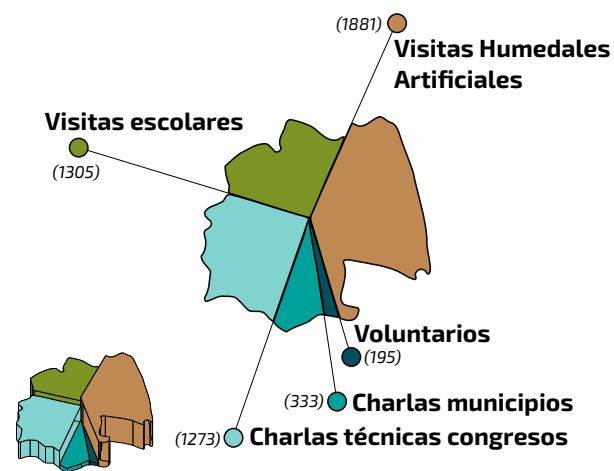 (1881)
Visitas Humedales
Artificiales
Visitas escolares
(1305)
Voluntarios
(195)
(333) Charlas municipios
(1273) Charlas técnicas congresos